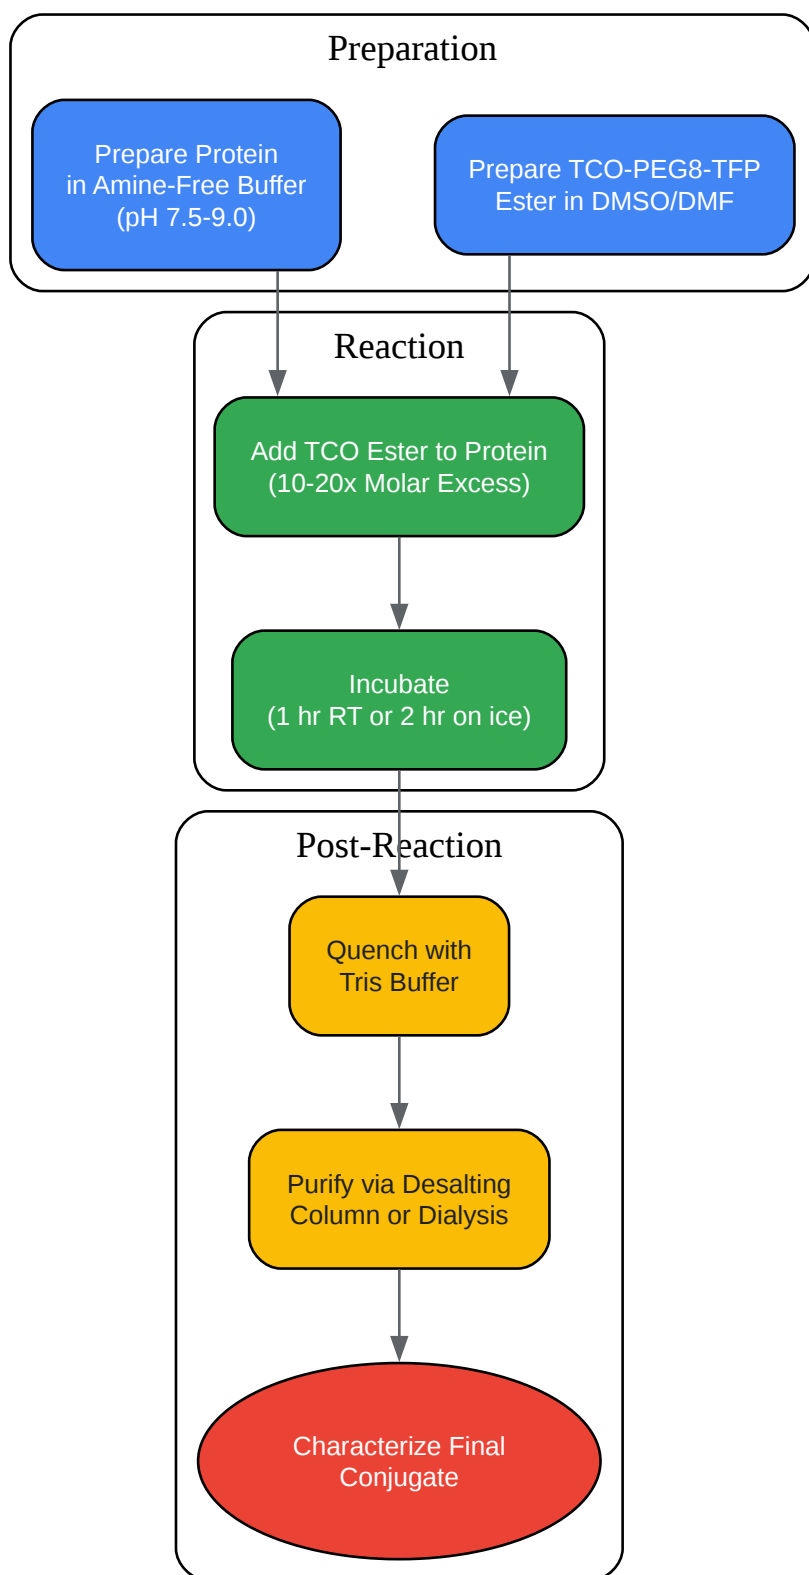 Preparation
Prepare Protein
in Amine-Free Buffer
(pH 7.5-9.0)
Prepare TCO-PEG8-TFP
Ester in DMSO/DMF
Reaction
Add TCO Ester to Protein
(10-20x Molar Excess)
Incubate
(1 hr RT or 2 hr on ice)
Post-Reaction
Quench with
Tris Buffer
Purify via Desalting
Column or Dialysis
Characterize Final
Conjugate